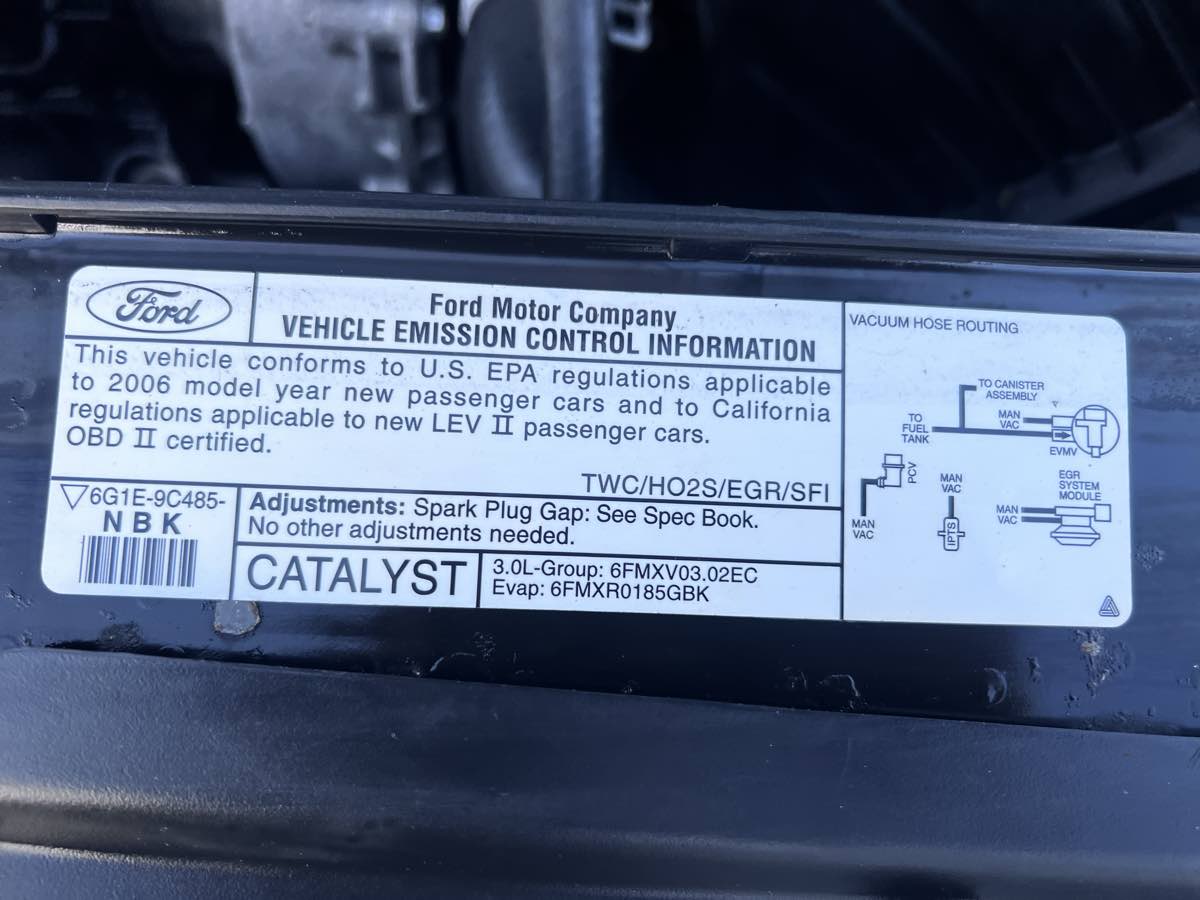 Ford
Ford Motor Company
VEHICLE EMISSION CONTROL INFORMATION
This vehicle conforms to U.S. EPA regulations applicable
to 2006 model year new passenger cars and to California
regulations applicable to new LEV II passenger cars.
OBD II certified.
TWC/HO2S/EGR/SFI
6G1E-9C485-
NBK
Adjustments: Spark Plug Gap: See Spec Book.
No other adjustments needed.
CATALYST
3.0L-Group: 6FMXV03.02EC
Evap: 6FMXR0185GBK
VACUUM HOSE ROUTING
TO CANISTER
ASSEMBLY
MAN
VAC
TO
FUEL
TANK
EVMV
PCV
MAN
VAC
MAN
VAC
IPTS
EGR
SYSTEM
MODULE
MAN
VAC